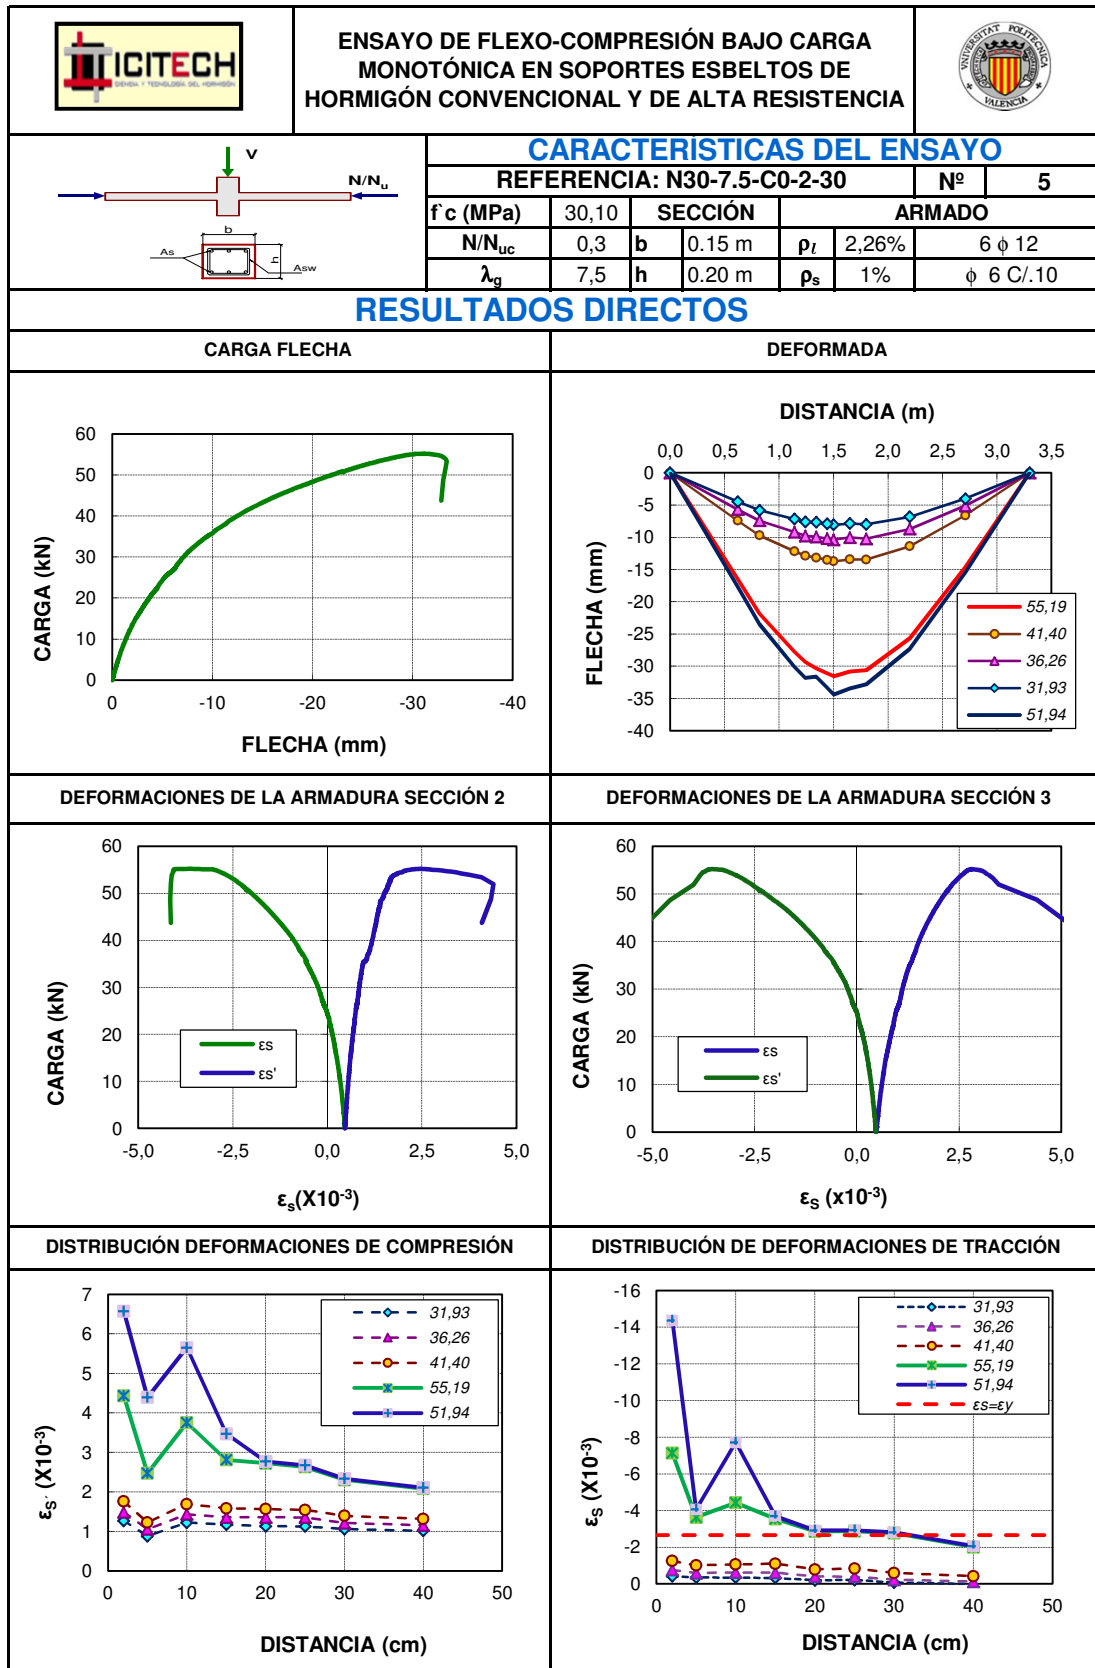 ICITECH
CIENCIA Y TECNOLOGÍA DEL HORMIGÓN
ENSAYO DE FLEXO-COMPRESIÓN BAJO CARGA
MONOTÓNICA EN SOPORTES ESBELTOS DE
HORMIGÓN CONVENCIONAL Y DE ALTA RESISTENCIA
UNIVERSITAT POLITECNICA
VALENCIA
V
N/Nu
b
As
h
Asw
CARACTERÍSTICAS DEL ENSAYO
REFERENCIA: N30-7.5-C0-2-30 Nº 5
f`c (MPa) 30,10 SECCIÓN ARMADO
N/Nuc 0,3 b 0.15 m ρl 2,26% 6 ϕ 12
λg 7,5 h 0.20 m ρs 1% ϕ 6 C/.10
RESULTADOS DIRECTOS
CARGA FLECHA
60
50
40
30
20
10
0
0 -10 -20 -30 -40
CARGA (kN)
FLECHA (mm)
DEFORMADA
DISTANCIA (m)
0,0 0,5 1,0 1,5 2,0 2,5 3,0 3,5
0
-5
-10
-15
-20
-25
-30
-35
-40
FLECHA (mm)
55,19
41,40
36,26
31,93
51,94
DEFORMACIONES DE LA ARMADURA SECCIÓN 2
60
50
40
30
20
10
0
-5,0 -2,5 0,0 2,5 5,0
CARGA (kN)
εs
εs'
εs(X10-3)
DEFORMACIONES DE LA ARMADURA SECCIÓN 3
60
50
40
30
20
10
0
-5,0 -2,5 0,0 2,5 5,0
CARGA (kN)
εs
εs'
εS (x10-3)
DISTRIBUCIÓN DEFORMACIONES DE COMPRESIÓN
7
6
5
4
3
2
1
0
0 10 20 30 40 50
εS´ (X10-3)
31,93
36,26
41,40
55,19
51,94
DISTANCIA (cm)
DISTRIBUCIÓN DE DEFORMACIONES DE TRACCIÓN
-16
-14
-12
-10
-8
-6
-4
-2
0
0 10 20 30 40 50
εS (X10-3)
31,93
36,26
41,40
55,19
51,94
εs=εy
DISTANCIA (cm)